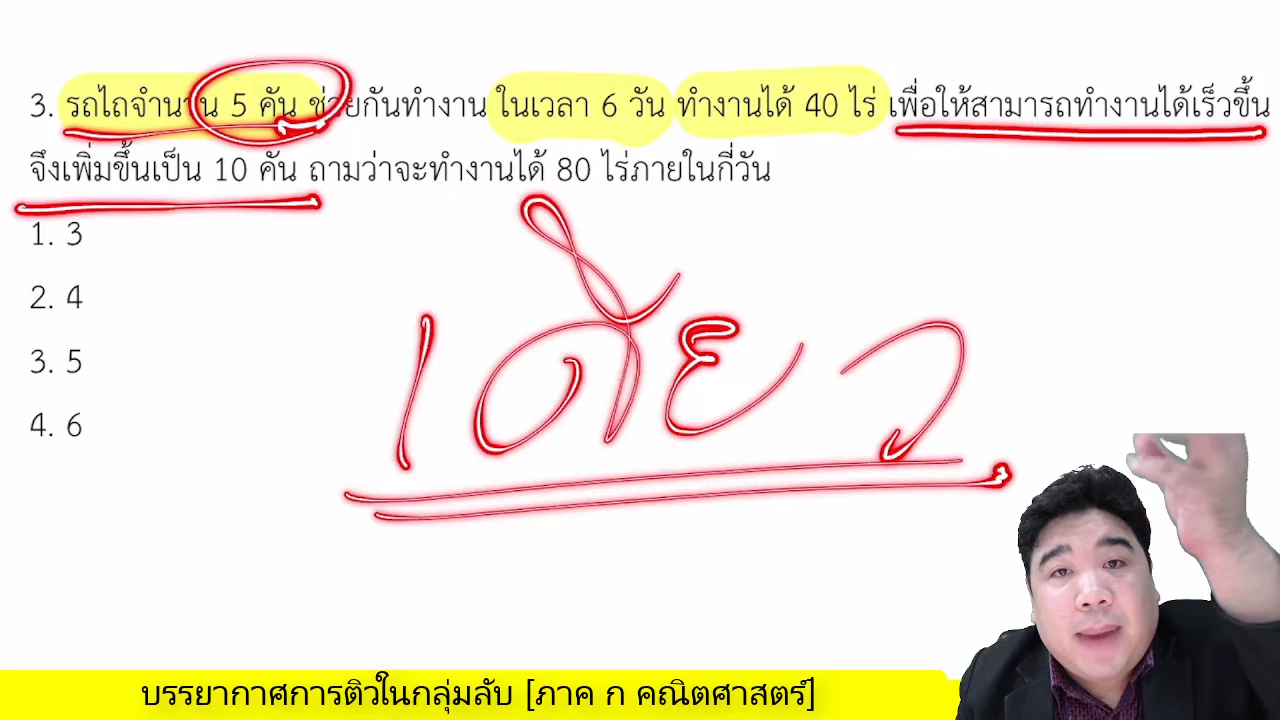 3. รถไถจำนวน 5 คัน ช่วยกันทำงาน ในเวลา 6 วัน ทำงานได้ 40 ไร่ เพื่อให้สามารถทำงานได้เร็วขึ้น
จึงเพิ่มขึ้นเป็น 10 คัน ถามว่าจะทำงานได้ 80 ไร่ภายในกี่วัน
1. 3
2. 4
3. 5
4. 6
เดียว
บรรยากาศการติวในกลุ่มลับ [ภาค ก คณิตศาสตร์]